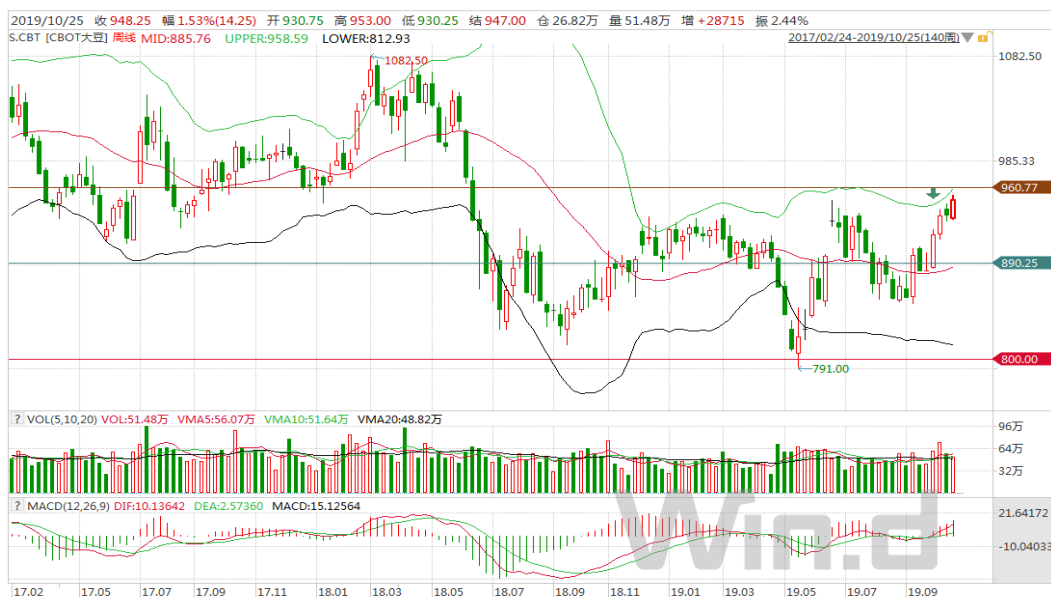 2019/10/25 收 948.25 幅 1.53%(14.25) 开 930.75 高 953.00 低 930.25 结 947.00 仓 26.82万 量 51.48万 增 +28715 振 2.44%
S.CBT [CBOT大豆] 周线 MID:885.76 UPPER:958.59 LOWER:812.93 2017/02/24-2019/10/25(140周)
1082.50 1082.50
985.33
960.77
890.25
800.00
791.00
? VOL(5,10,20) VOL:51.48万 VMA5:56.07万 VMA10:51.64万 VMA20:48.82万
96万
64万
32万
? MACD(12,26,9) DIF:10.13642 DEA:2.57360 MACD:15.12564
21.64172
-10.04033
Win.d
17.02 17.05 17.07 17.09 17.11 18.01 18.03 18.05 18.07 18.09 18.11 19.01 19.03 19.05 19.07 19.09